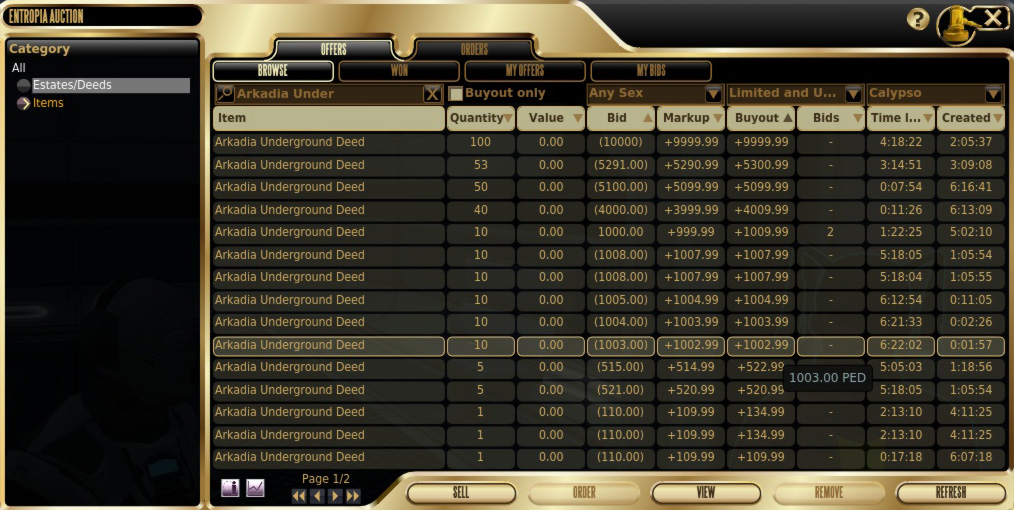 ENTROPIA AUCTION
?
X
Category
All
Estates/Deeds
Items
OFFERS ORDERS
BROWSE WON MY OFFERS MY BIDS
Arkadia Under X Buyout only Any Sex Limited and U... Calypso
Item Quantity Value Bid Markup Buyout Bids Time l... Created
Arkadia Underground Deed 100 0.00 (10000) +9999.99 +9999.99 - 4:18:22 2:05:37
Arkadia Underground Deed 53 0.00 (5291.00) +5290.99 +5300.99 - 3:14:51 3:09:08
Arkadia Underground Deed 50 0.00 (5100.00) +5099.99 +5099.99 - 0:07:54 6:16:41
Arkadia Underground Deed 40 0.00 (4000.00) +3999.99 +4009.99 - 0:11:26 6:13:09
Arkadia Underground Deed 10 0.00 1000.00 +999.99 +1009.99 2 1:22:25 5:02:10
Arkadia Underground Deed 10 0.00 (1008.00) +1007.99 +1007.99 - 5:18:05 1:05:54
Arkadia Underground Deed 10 0.00 (1008.00) +1007.99 +1007.99 - 5:18:04 1:05:55
Arkadia Underground Deed 10 0.00 (1005.00) +1004.99 +1004.99 - 6:12:54 0:11:05
Arkadia Underground Deed 10 0.00 (1004.00) +1003.99 +1003.99 - 6:21:33 0:02:26
Arkadia Underground Deed 10 0.00 (1003.00) +1002.99 +1002.99 - 6:22:02 0:01:57
Arkadia Underground Deed 5 0.00 (515.00) +514.99 +522.99 5:05:03 1:18:56
1003.00 PED
Arkadia Underground Deed 5 0.00 (521.00) +520.99 +520.99 - 5:18:05 1:05:54
Arkadia Underground Deed 1 0.00 (110.00) +109.99 +134.99 - 2:13:10 4:11:25
Arkadia Underground Deed 1 0.00 (110.00) +109.99 +134.99 - 2:13:10 4:11:25
Arkadia Underground Deed 1 0.00 (110.00) +109.99 +109.99 - 0:17:18 6:07:18
Page 1/2
SELL ORDER VIEW REMOVE REFRESH